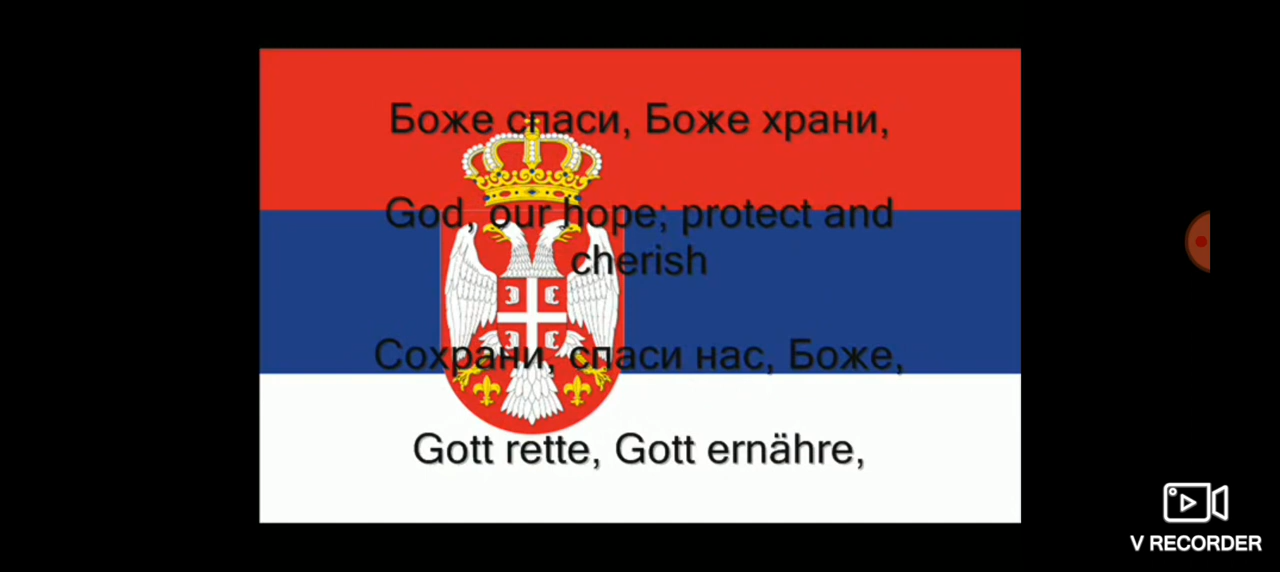 Боже спаси, Боже храни,
God, our hope; protect and
cherish
Сохрани, спаси нас, Боже,
Gott rette, Gott ernähre,
V RECORDER